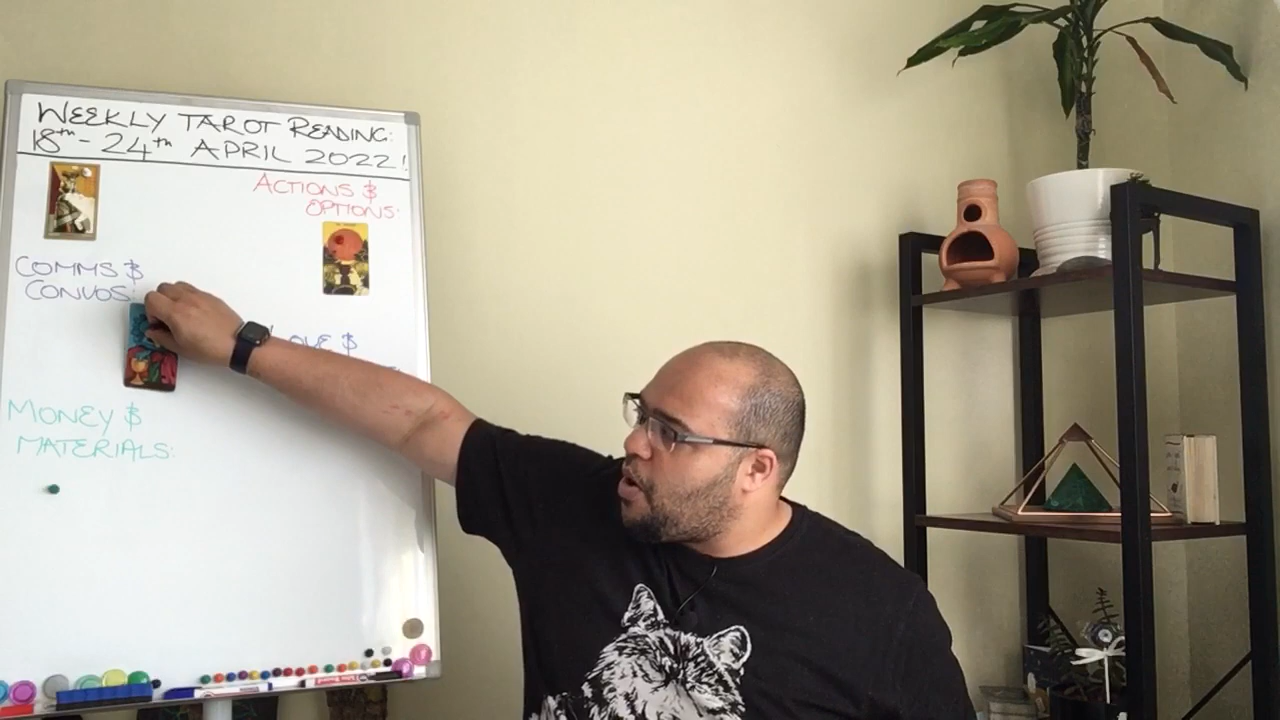 WEEKLY TAROT READING:
18th - 24th APRIL 2022!
ACTIONS &
OPTIONS:
COMMS &
CONVOS:
&
MONEY &
MATERIALS: